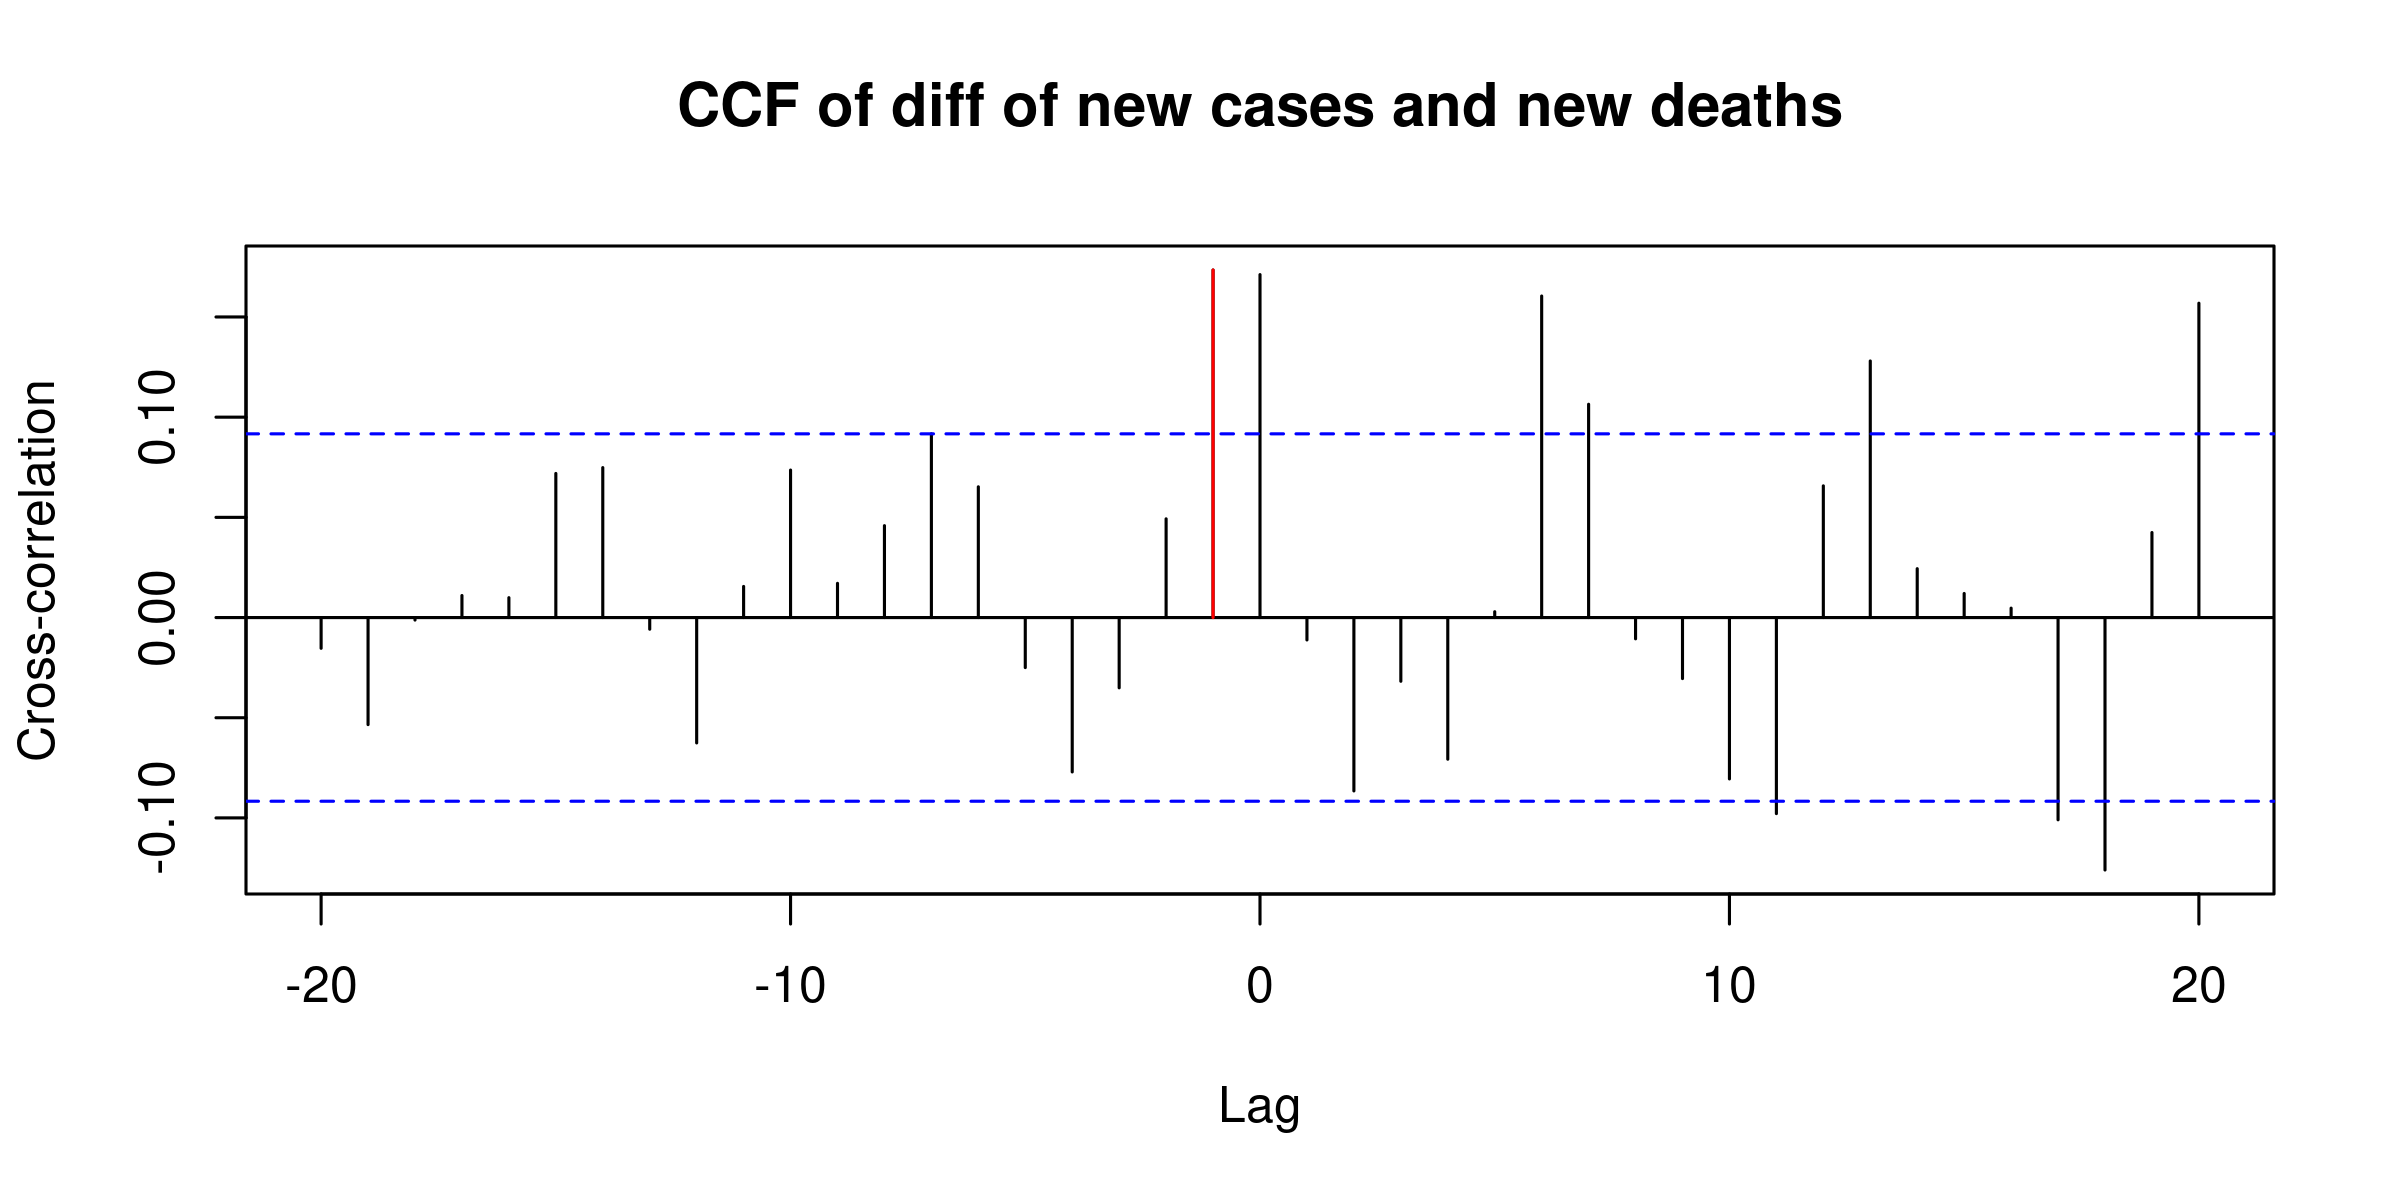 CCF of diff of new cases and new deaths
Cross-correlation
0.10
0.00
-0.10
-20 -10 0 10 20
Lag